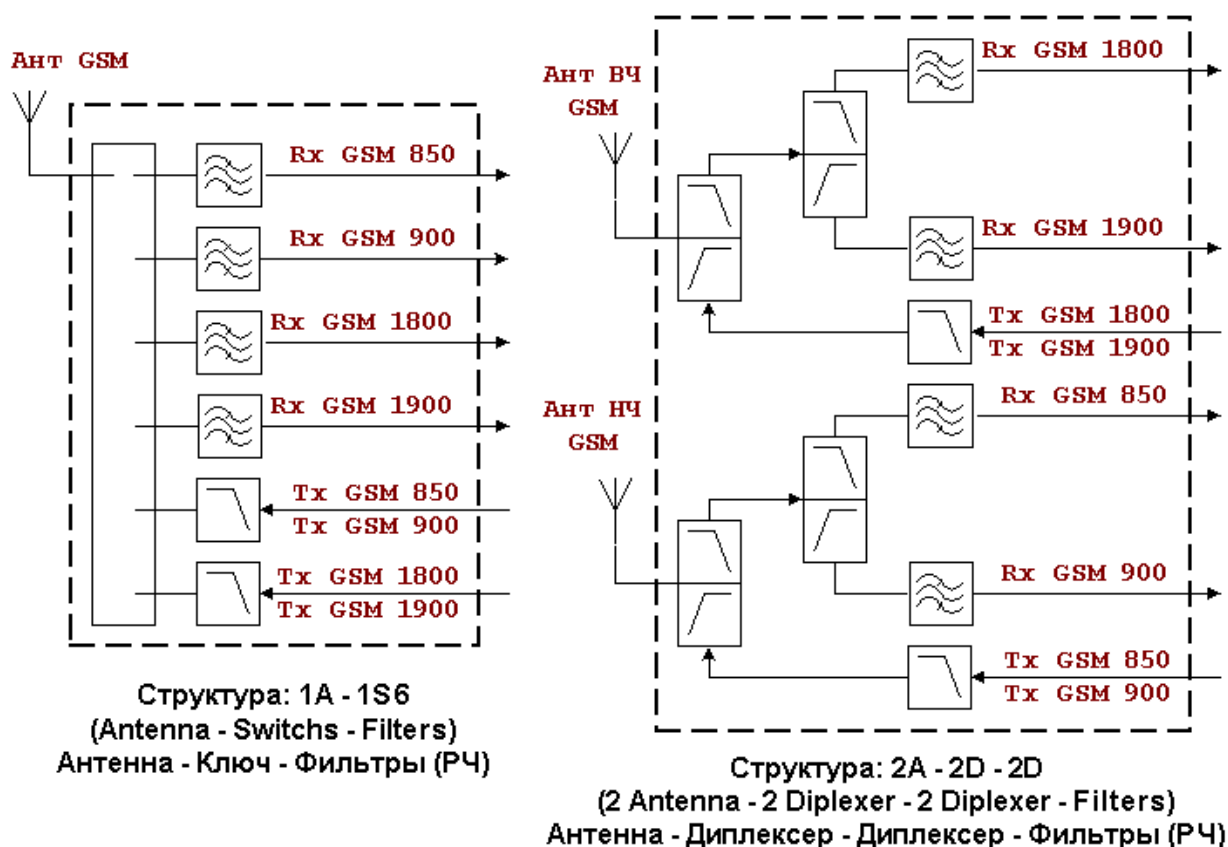 Ант GSM
Rx GSM 850
Rx GSM 900
Rx GSM 1800
Rx GSM 1900
Tx GSM 850
Tx GSM 900
Tx GSM 1800
Tx GSM 1900
Структура: 1A - 1S6
(Antenna - Switchs - Filters)
Антенна - Ключ - Фильтры (РЧ)
Ант ВЧ
GSM
Rx GSM 1800
Rx GSM 1900
Tx GSM 1800
Tx GSM 1900
Ант НЧ
GSM
Rx GSM 850
Rx GSM 900
Tx GSM 850
Tx GSM 900
Структура: 2A - 2D - 2D
(2 Antenna - 2 Diplexer - 2 Diplexer - Filters)
Антенна - Диплексер - Диплексер - Фильтры (РЧ)